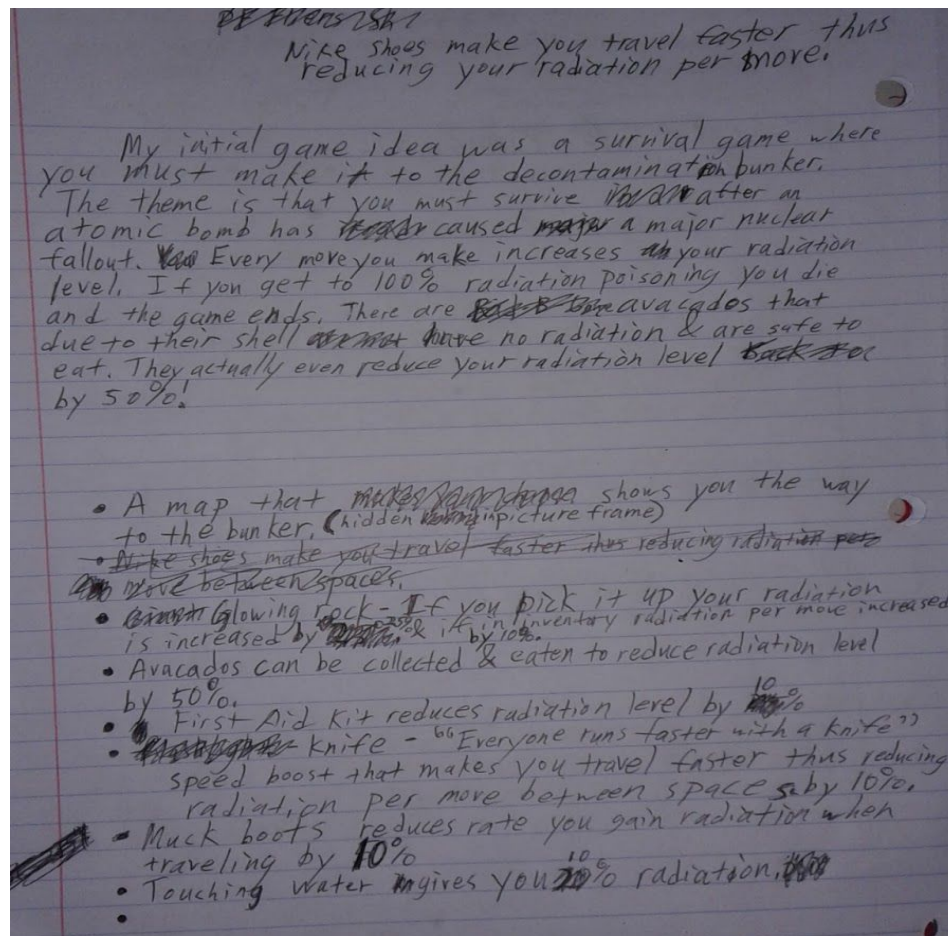 Nike shoes make you travel faster thus
reducing your radiation per move.
My initial game idea was a survival game where
you must make it to the decontamination bunker.
The theme is that you must survive after an
atomic bomb has caused a major nuclear
fallout. Every move you make increases your radiation
level. If you get to 100% radiation poisoning you die
and the game ends. There are avacados that
due to their shell have no radiation & are safe to
eat. They actually even reduce your radiation level
by 50%!
• A map that shows you the way
to the bunker. (hidden in picture frame)
• Nike shoes make you travel faster thus reducing radiation per
move between spaces.
• Glowing rock - If you pick it up your radiation
is increased by & if in inventory radiation per move increased
by 10%.
• Avacados can be collected & eaten to reduce radiation level
by 50%.
• First Aid Kit reduces radiation level by 10%
• Knife - "Everyone runs faster with a knife"
speed boost that makes you travel faster thus reducing
radiation per move between spaces by 10%.
- Muck boots reduces rate you gain radiation when
traveling by 10%
• Touching water gives you 10% radiation.
•